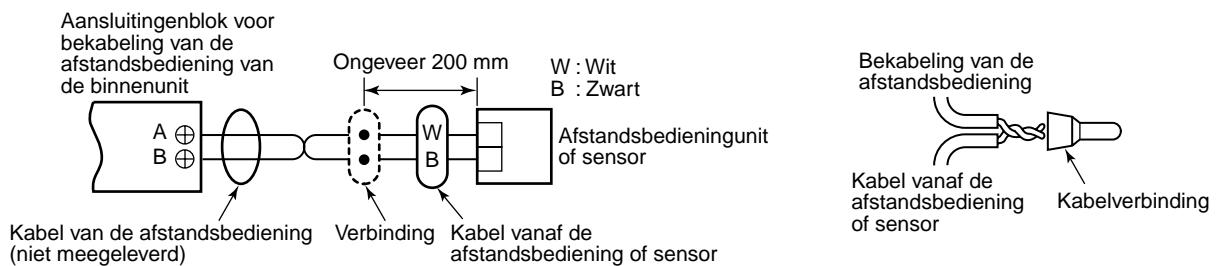 Aansluitingenblok voor
bekabeling van de
afstandsbediening van
de binnenunit
Ongeveer 200 mm
W : Wit
B : Zwart
A
B
W
B
Afstandsbedieningunit
of sensor
Kabel van de afstandsbediening
(niet meegeleverd)
Verbinding
Kabel vanaf de
afstandsbediening of sensor
Bekabeling van de
afstandsbediening
Kabel vanaf de
afstandsbediening
of sensor
Kabelverbinding